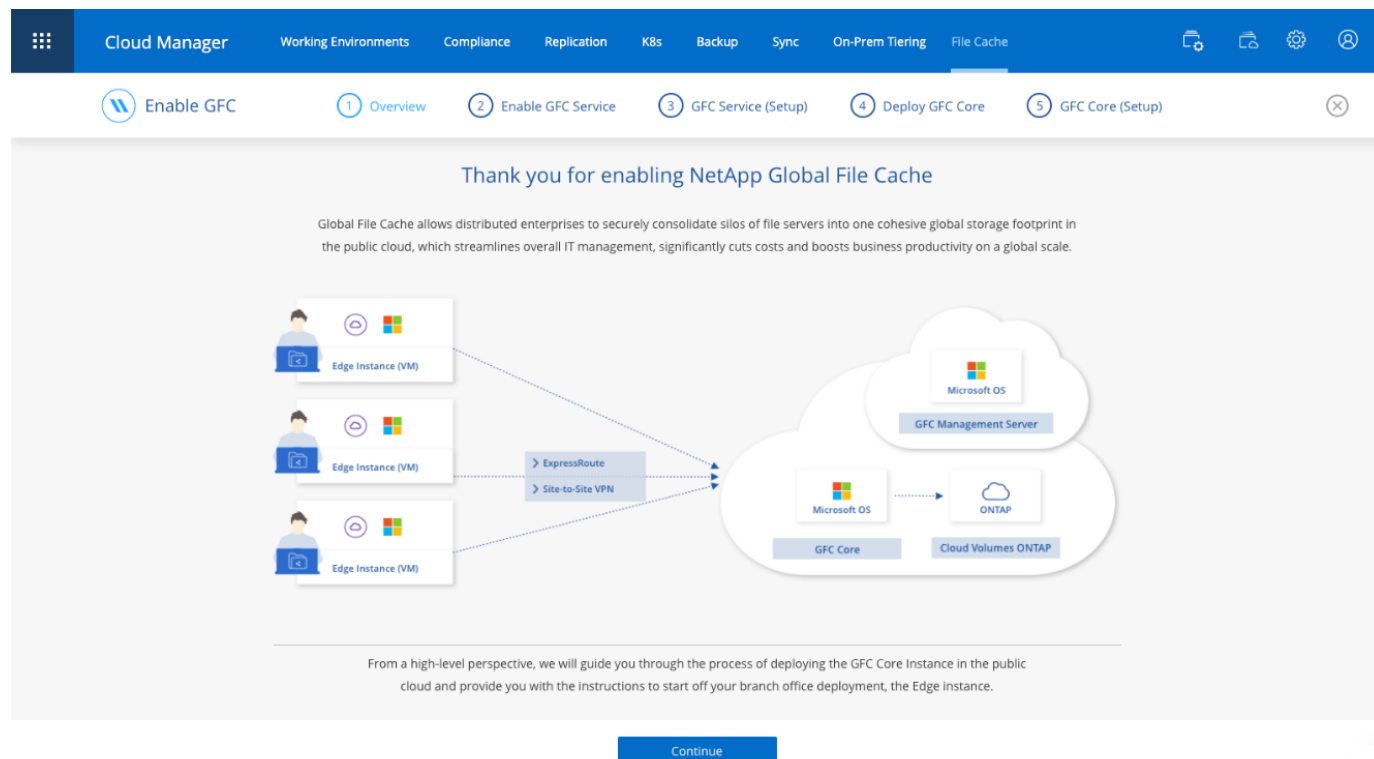 Cloud Manager
Working Environments Compliance Replication K8s Backup Sync On-Prem Tiering File Cache
Enable GFC
1 Overview 2 Enable GFC Service 3 GFC Service (Setup) 4 Deploy GFC Core 5 GFC Core (Setup)
Thank you for enabling NetApp Global File Cache
Global File Cache allows distributed enterprises to securely consolidate silos of file servers into one cohesive global storage footprint in
the public cloud, which streamlines overall IT management, significantly cuts costs and boosts business productivity on a global scale.
Edge Instance (VM)
Edge Instance (VM)
Edge Instance (VM)
> ExpressRoute
> Site-to-Site VPN
Microsoft OS
GFC Management Server
Microsoft OS
GFC Core
ONTAP
Cloud Volumes ONTAP
From a high-level perspective, we will guide you through the process of deploying the GFC Core Instance in the public
cloud and provide you with the instructions to start off your branch office deployment, the Edge instance.
Continue